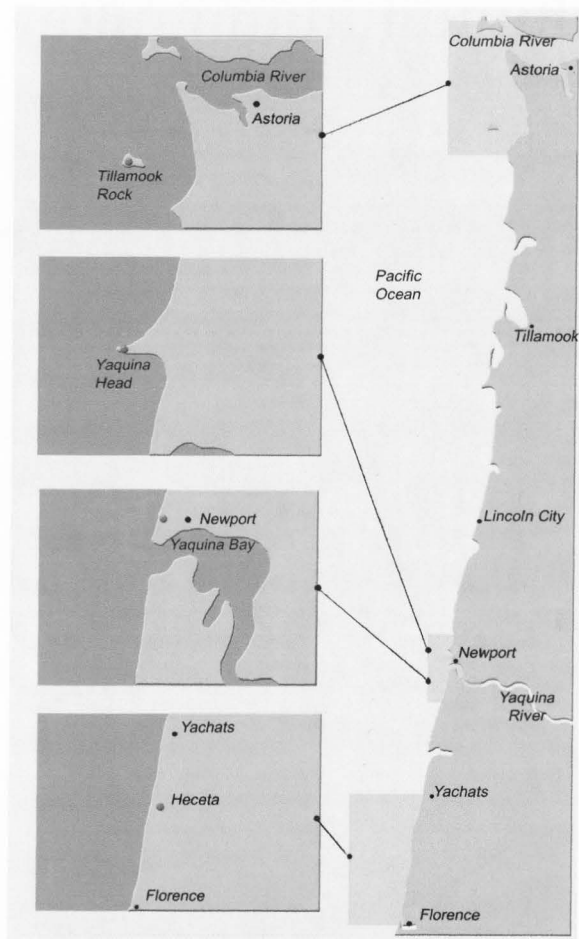 Columbia River
Astoria
Tillamook
Rock
Yaquina
Head
Newport
Yaquina Bay
Yachats
Heceta
Florence
Columbia River
Astoria
Pacific
Ocean
Tillamook
Lincoln City
Newport
Yaquina
River
Yachats
Florence